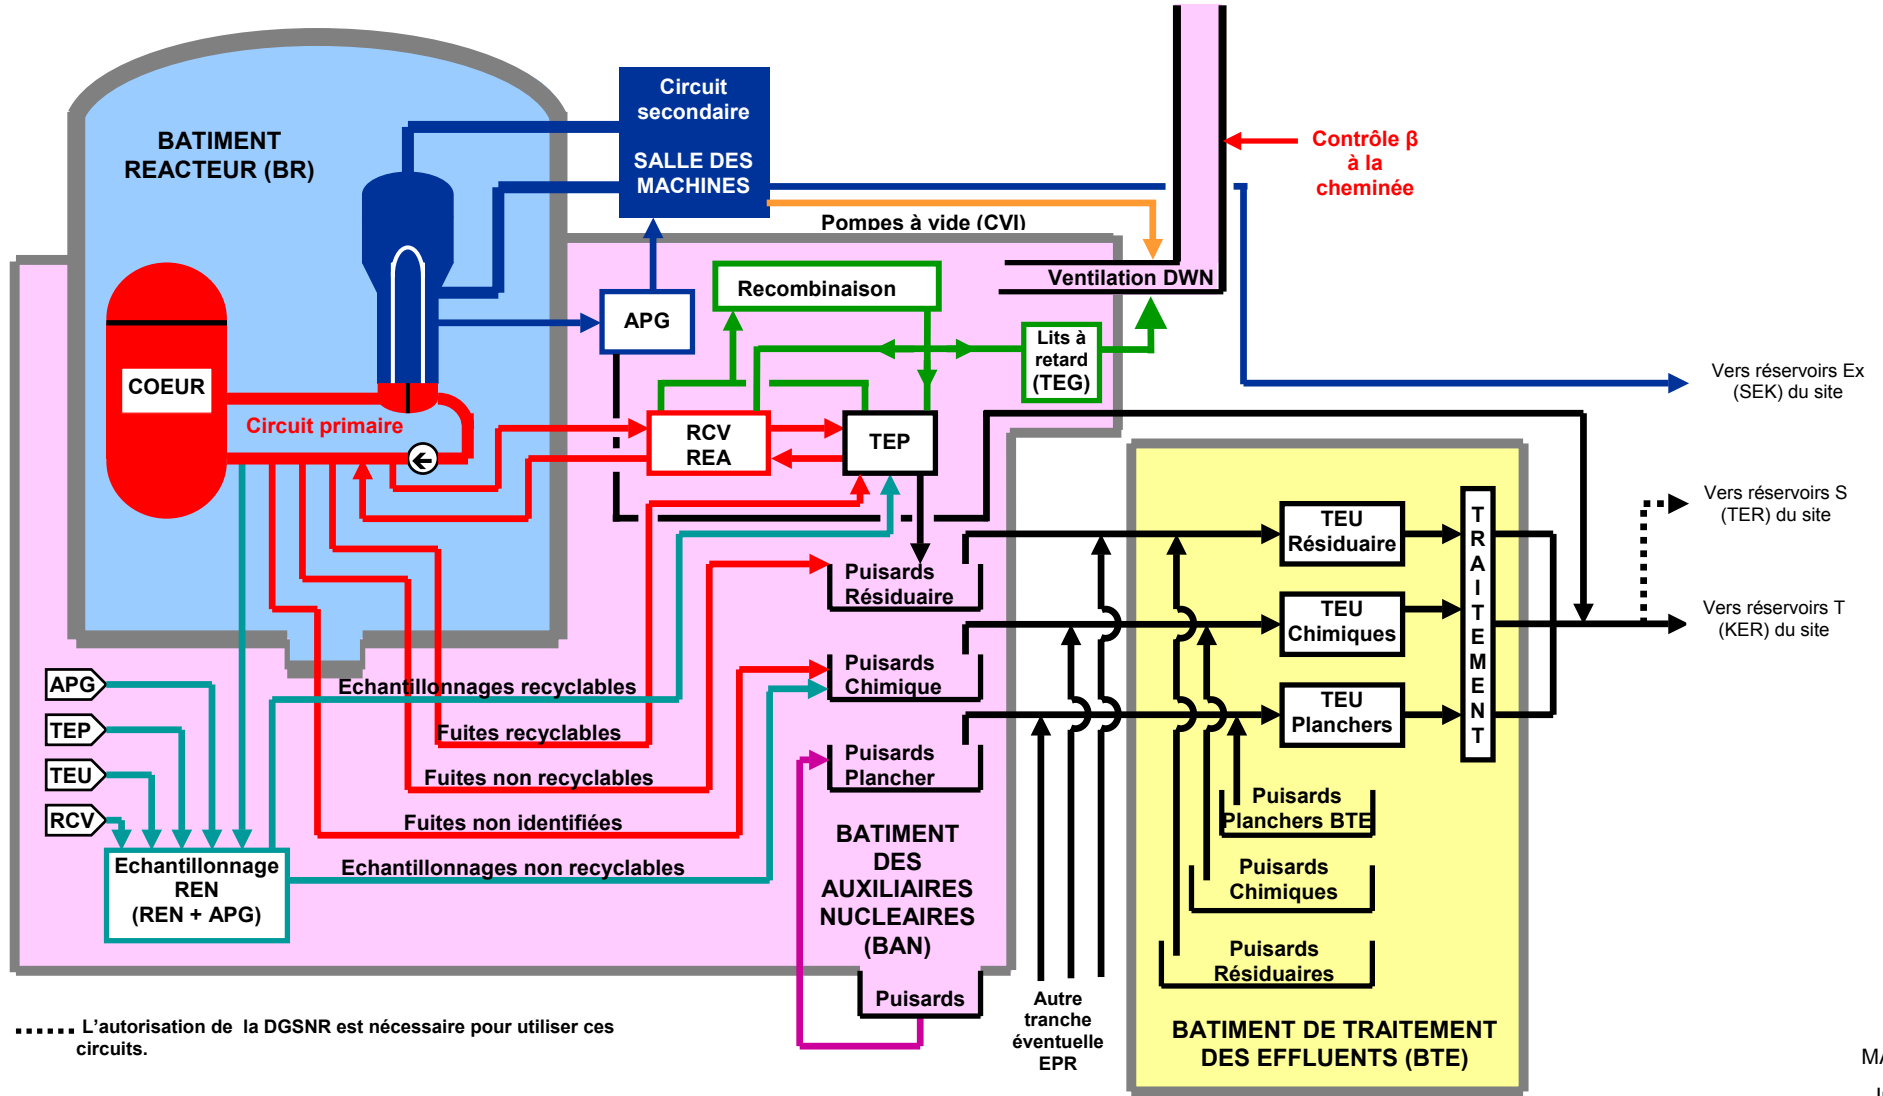 Circuit
secondaire
SALLE DES
MACHINES
BATIMENT
REACTEUR (BR)
Contrôle β
à la
cheminée
Pompes à vide (CVI)
Ventilation DWN
Recombinaison
APG
Lits à
retard
(TEG)
COEUR
Circuit primaire
RCV
REA
TEP
Vers réservoirs Ex
(SEK) du site
Vers réservoirs S
(TER) du site
Vers réservoirs T
(KER) du site
TEU
Résiduaire
TEU
Chimiques
TEU
Planchers
TRAITEMENT
Puisards
Résiduaire
Puisards
Chimique
Puisards
Plancher
APG
TEP
TEU
RCV
Echantillonnages recyclables
Fuites recyclables
Fuites non recyclables
Fuites non identifiées
Echantillonnages non recyclables
Echantillonnage
REN
(REN + APG)
BATIMENT
DES
AUXILIAIRES
NUCLEAIRES
(BAN)
Puisards
Puisards
Planchers BTE
Puisards
Chimiques
Puisards
Résiduaires
Autre
tranche
éventuelle
EPR
BATIMENT DE TRAITEMENT
DES EFFLUENTS (BTE)
L'autorisation de la DGSNR est nécessaire pour utiliser ces
circuits.
MA